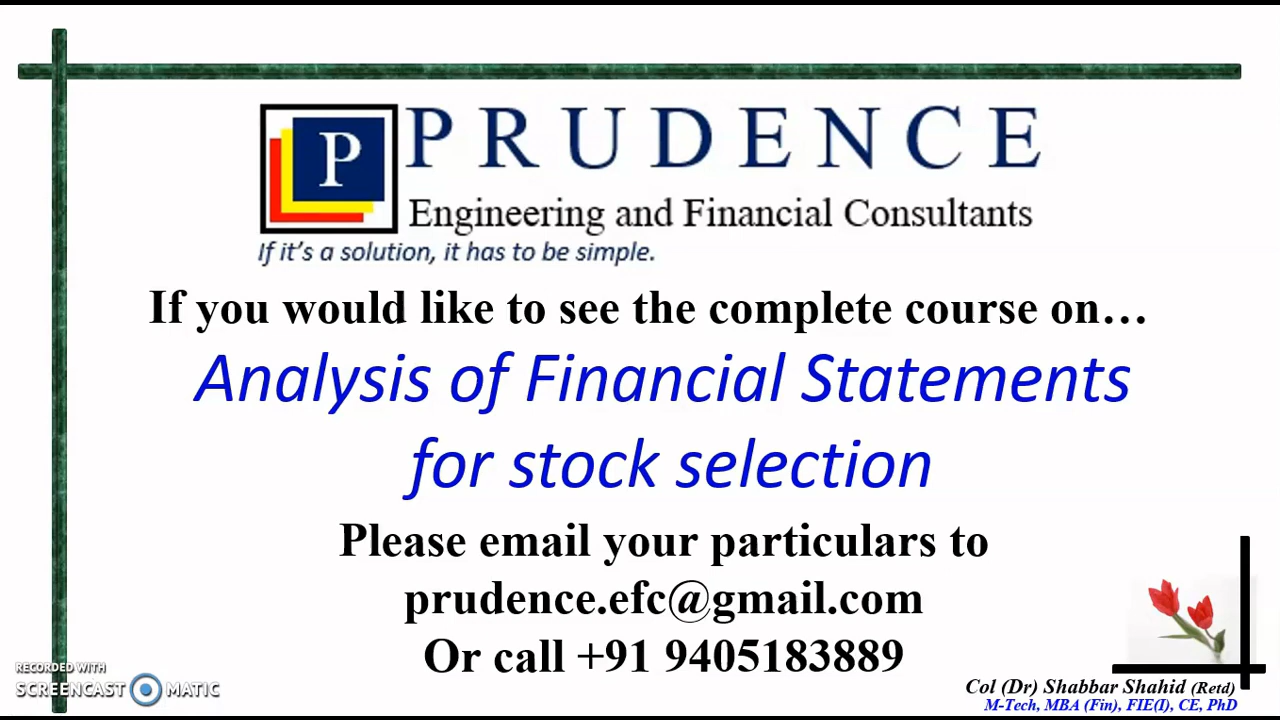 P PRUDENCE
Engineering and Financial Consultants
If it's a solution, it has to be simple.
If you would like to see the complete course on…
Analysis of Financial Statements
for stock selection
Please email your particulars to
prudence.efc@gmail.com
Or call +91 9405183889
RECORDED WITH
SCREENCAST MATIC
Col (Dr) Shabbar Shahid (Retd)
M-Tech, MBA (Fin), FIE(I), CE, PhD